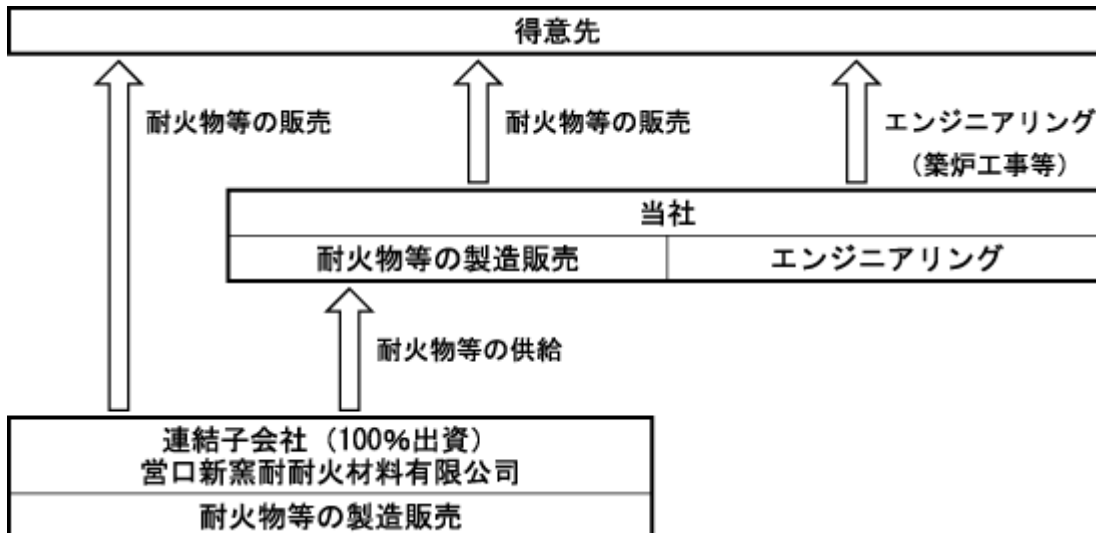 得意先
耐火物等の販売
耐火物等の販売
エンジニアリング
（築炉工事等）
当社
耐火物等の製造販売
エンジニアリング
耐火物等の供給
連結子会社（100%出資）
営口新窯耐耐火材料有限公司
耐火物等の製造販売